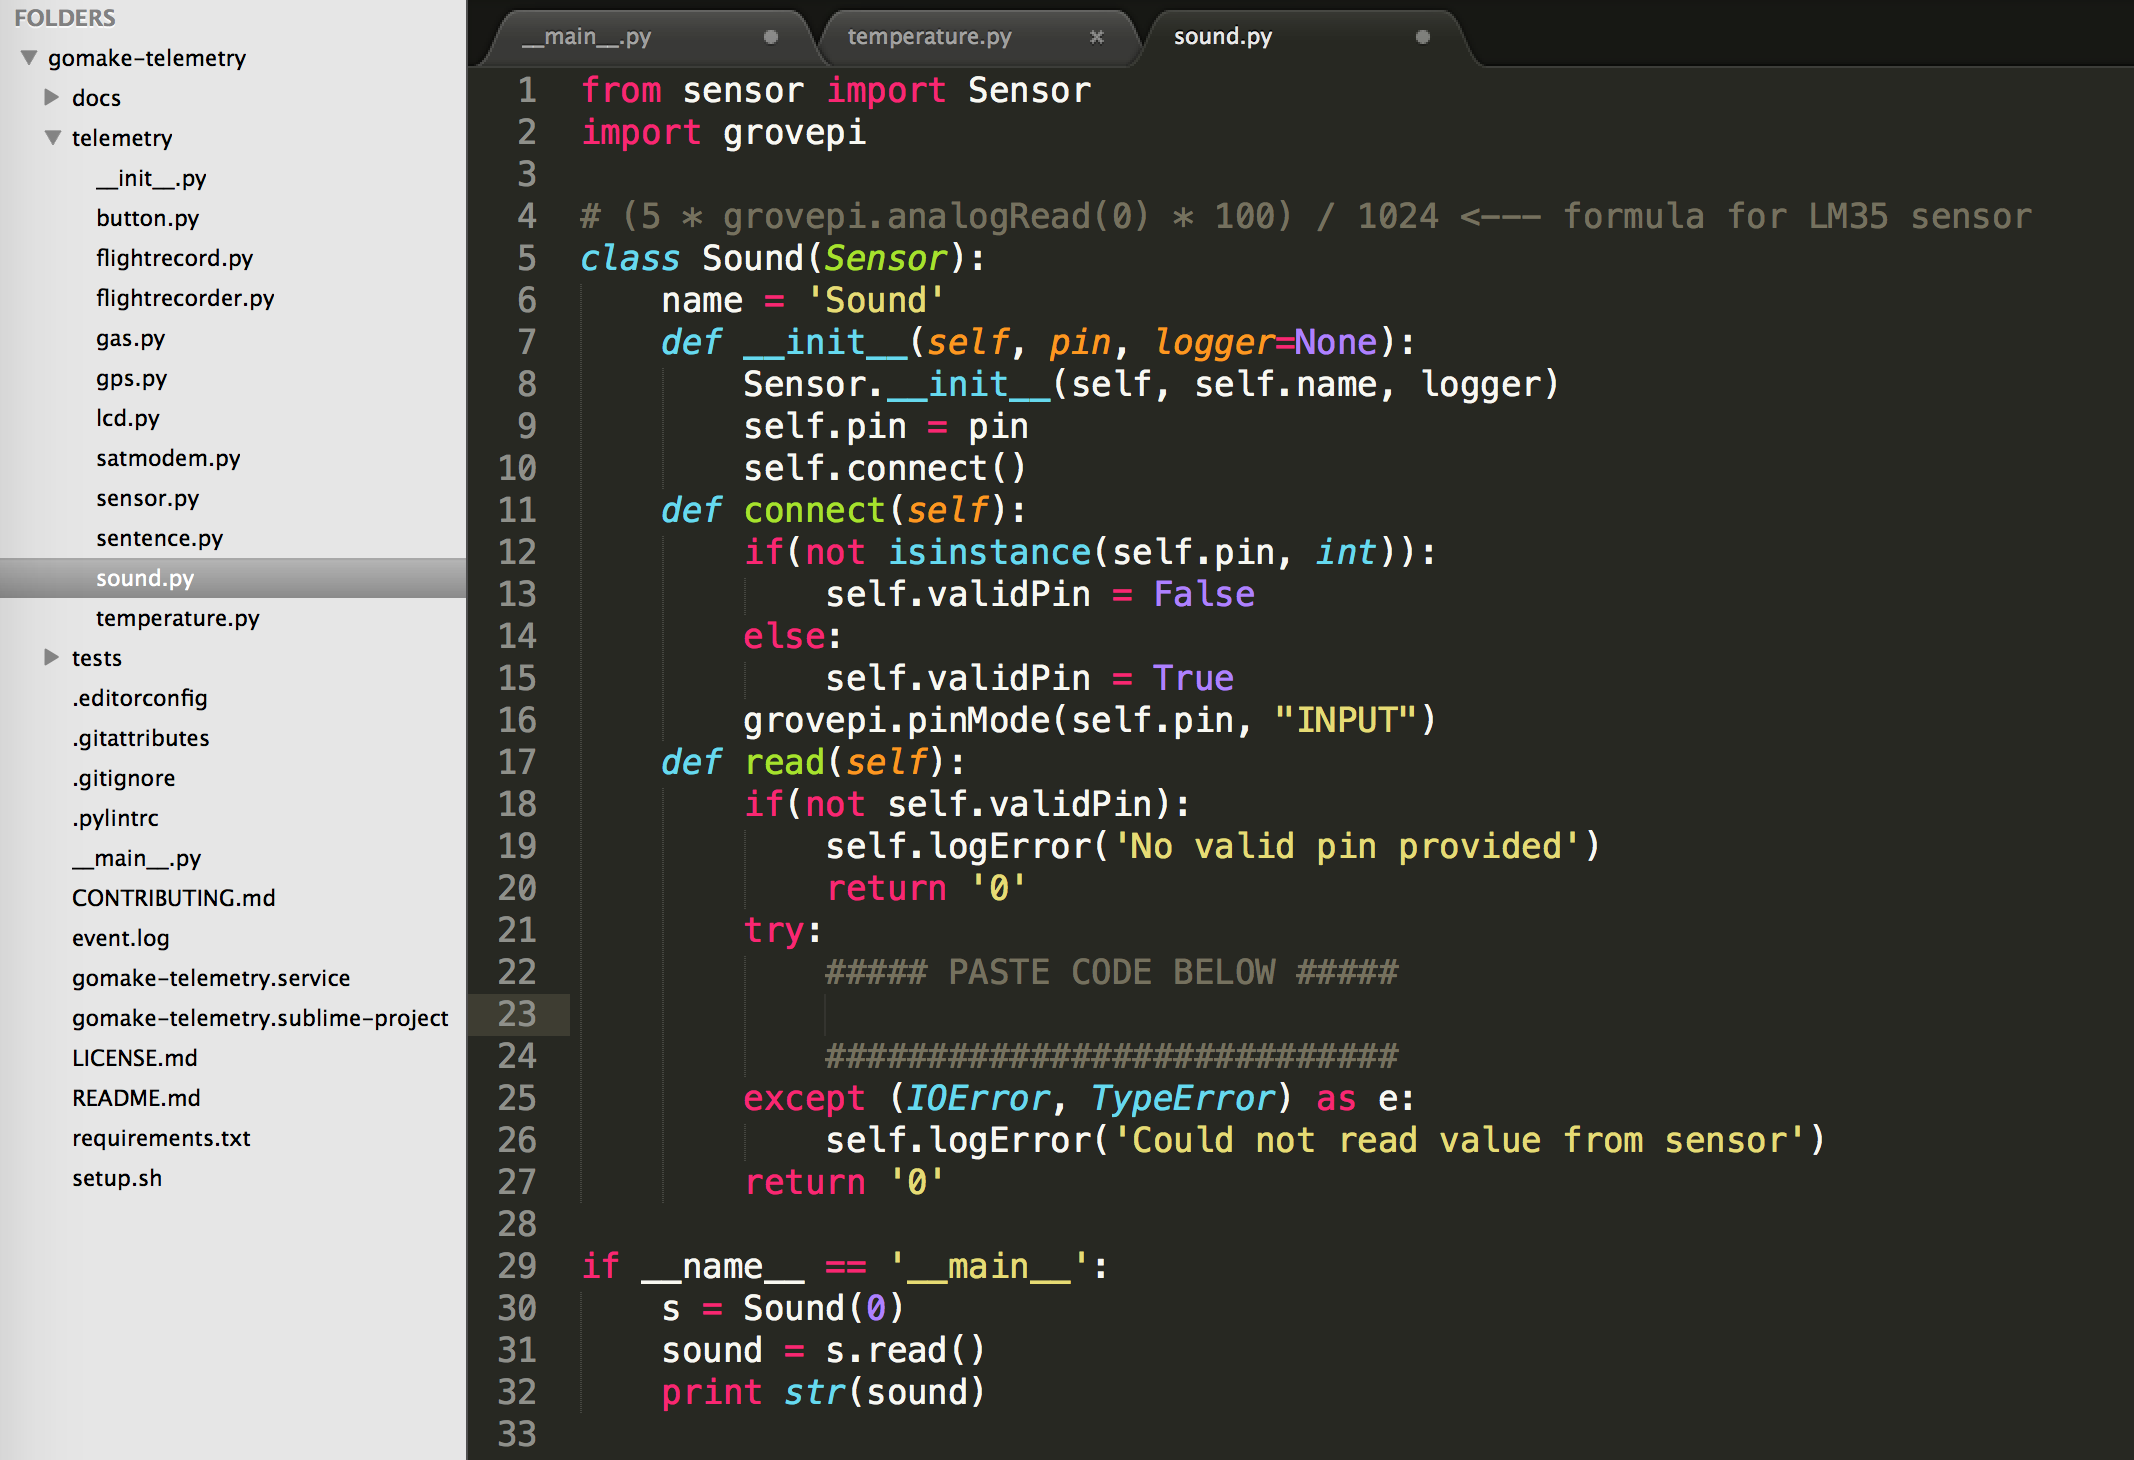 FOLDERS
gomake-telemetry
docs
telemetry
__init__.py
button.py
flightrecord.py
flightrecorder.py
gas.py
gps.py
lcd.py
satmodem.py
sensor.py
sentence.py
sound.py
temperature.py
tests
.editorconfig
.gitattributes
.gitignore
.pylintrc
__main__.py
CONTRIBUTING.md
event.log
gomake-telemetry.service
gomake-telemetry.sublime-project
LICENSE.md
README.md
requirements.txt
setup.sh
__main__.py temperature.py × sound.py
1 from sensor import Sensor
2 import grovepi
3
4 # (5 * grovepi.analogRead(0) * 100) / 1024 <--- formula for LM35 sensor
5 class Sound(Sensor):
6     name = 'Sound'
7     def __init__(self, pin, logger=None):
8         Sensor.__init__(self, self.name, logger)
9         self.pin = pin
10         self.connect()
11     def connect(self):
12         if(not isinstance(self.pin, int)):
13             self.validPin = False
14         else:
15             self.validPin = True
16         grovepi.pinMode(self.pin, "INPUT")
17     def read(self):
18         if(not self.validPin):
19             self.logError('No valid pin provided')
20             return '0'
21         try:
22             ##### PASTE CODE BELOW #####
23
24             ############################
25         except (IOError, TypeError) as e:
26             self.logError('Could not read value from sensor')
27         return '0'
28
29 if __name__ == '__main__':
30     s = Sound(0)
31     sound = s.read()
32     print str(sound)
33